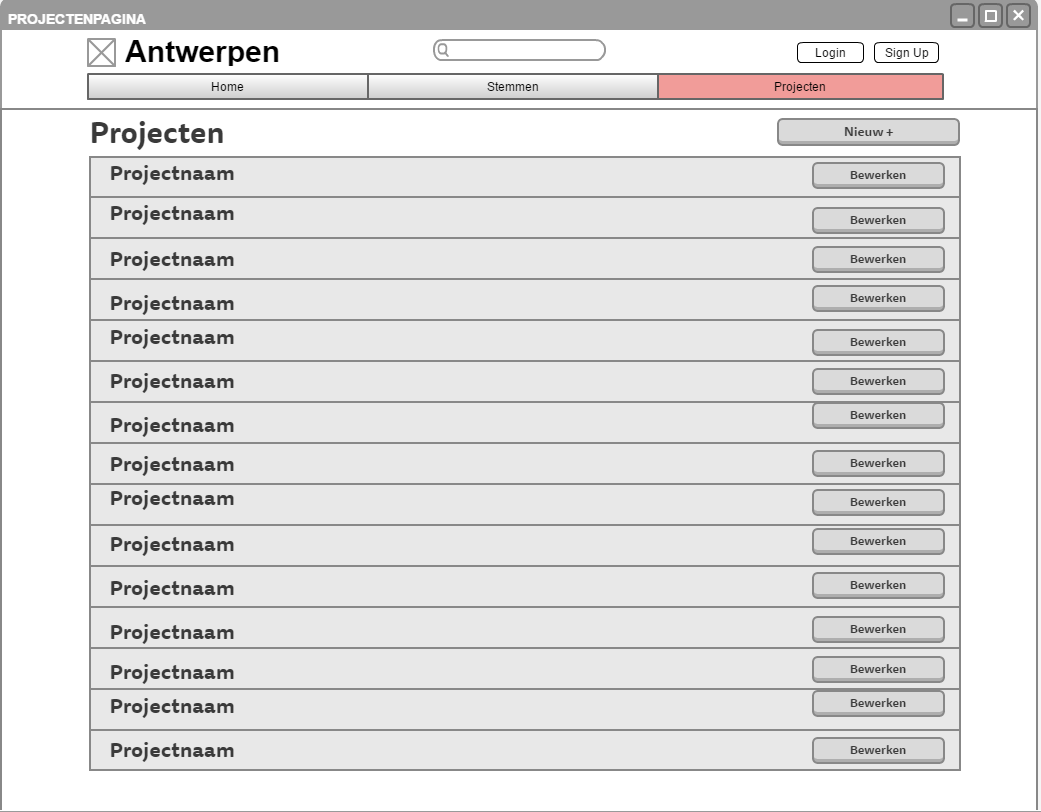 PROJECTENPAGINA
Antwerpen
Login
Sign Up
Home
Stemmen
Projecten
Projecten
Nieuw +
Projectnaam
Bewerken
Projectnaam
Bewerken
Projectnaam
Bewerken
Projectnaam
Bewerken
Projectnaam
Bewerken
Projectnaam
Bewerken
Projectnaam
Bewerken
Projectnaam
Bewerken
Projectnaam
Bewerken
Projectnaam
Bewerken
Projectnaam
Bewerken
Projectnaam
Bewerken
Projectnaam
Bewerken
Projectnaam
Bewerken
Projectnaam
Bewerken